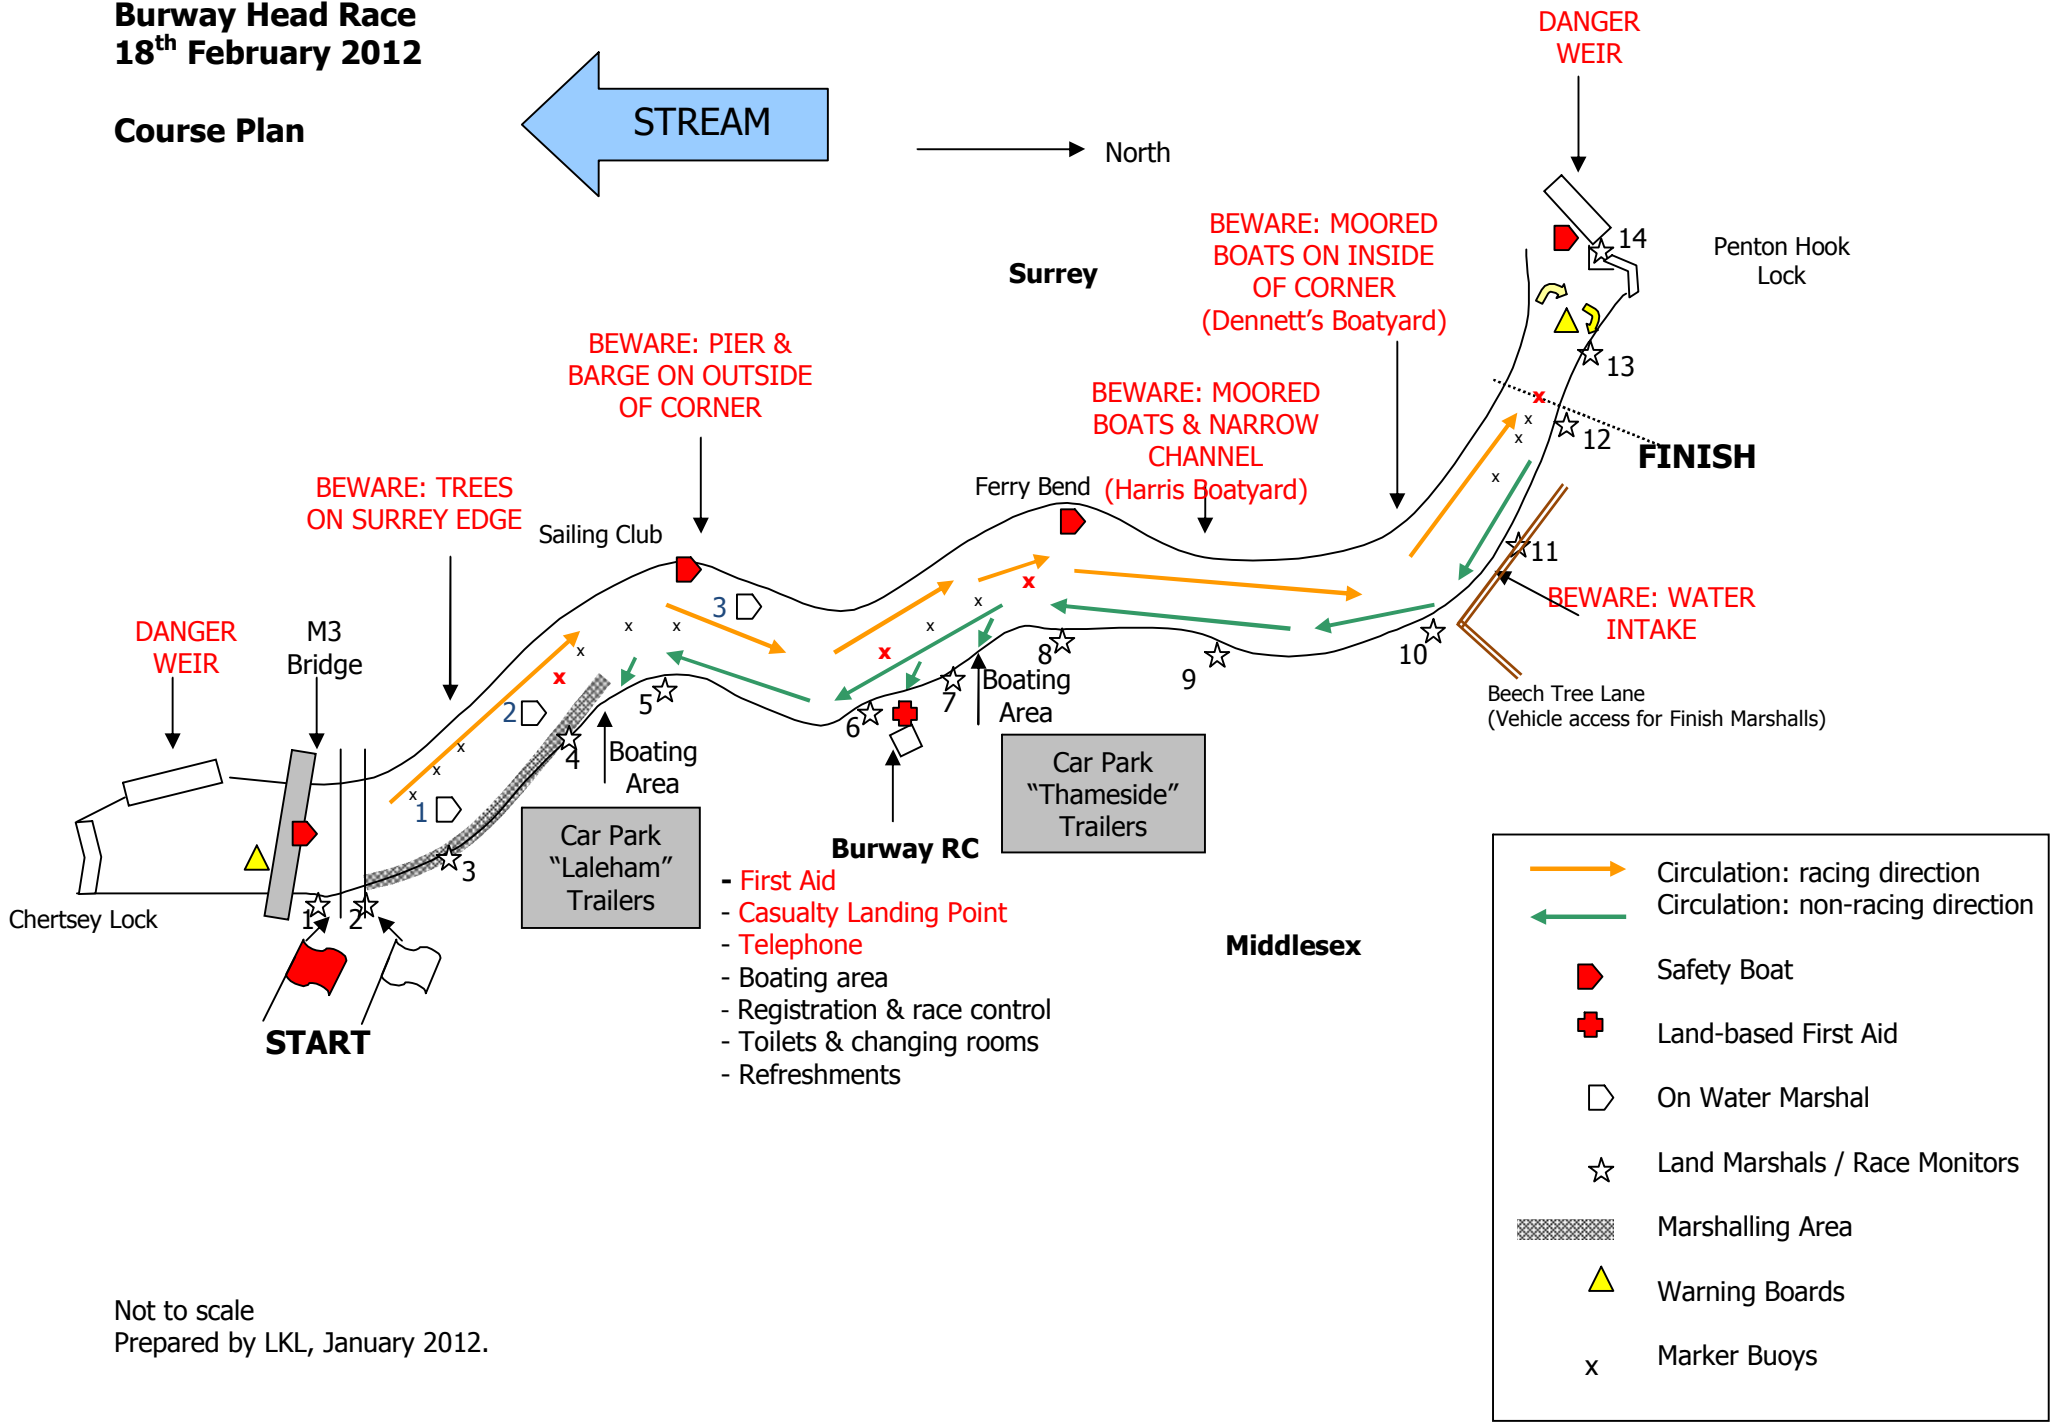 Burway Head Race
18th February 2012
Course Plan
STREAM
North
DANGER
WEIR
Surrey
BEWARE: MOORED
BOATS ON INSIDE
OF CORNER
(Dennett's Boatyard)
14
Penton Hook
Lock
13
BEWARE: PIER &
BARGE ON OUTSIDE
OF CORNER
BEWARE: MOORED
BOATS & NARROW
CHANNEL
(Harris Boatyard)
x
x
x
x
12
FINISH
Ferry Bend
BEWARE: TREES
ON SURREY EDGE
Sailing Club
11
BEWARE: WATER
INTAKE
DANGER
WEIR
M3
Bridge
3
x
x
x
x
x
x
x
x
2
x
x
1
x
4
5
6
7
8
9
10
Boating
Area
Boating
Area
Beech Tree Lane
(Vehicle access for Finish Marshalls)
Car Park
"Laleham"
Trailers
Car Park
"Thameside"
Trailers
3
Chertsey Lock
1
2
START
Burway RC
- First Aid
- Casualty Landing Point
- Telephone
- Boating area
- Registration & race control
- Toilets & changing rooms
- Refreshments
Middlesex
Circulation: racing direction
Circulation: non-racing direction
Safety Boat
Land-based First Aid
On Water Marshal
Land Marshals / Race Monitors
Marshalling Area
Warning Boards
x Marker Buoys
Not to scale
Prepared by LKL, January 2012.